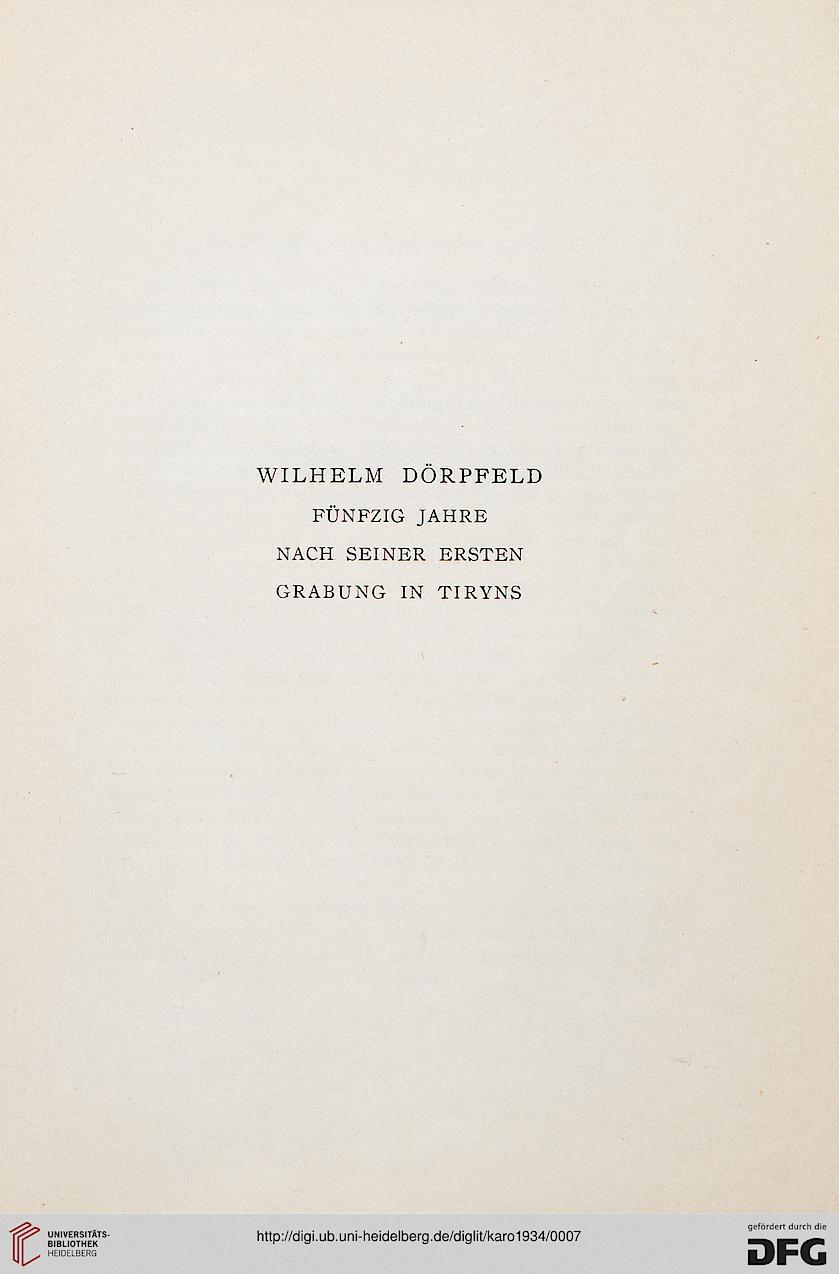 WILHELM DÖRPFELD
FÜNFZIG JAHRE
NACH SEINER ERSTEN
GRABUNG IN TIRYNS
UNIVERSITÄTS-
BIBLIOTHEK
HEIDELBERG
http://digi.ub.uni-heidelberg.de/diglit/karo1934/0007
gefördert durch die
DFG